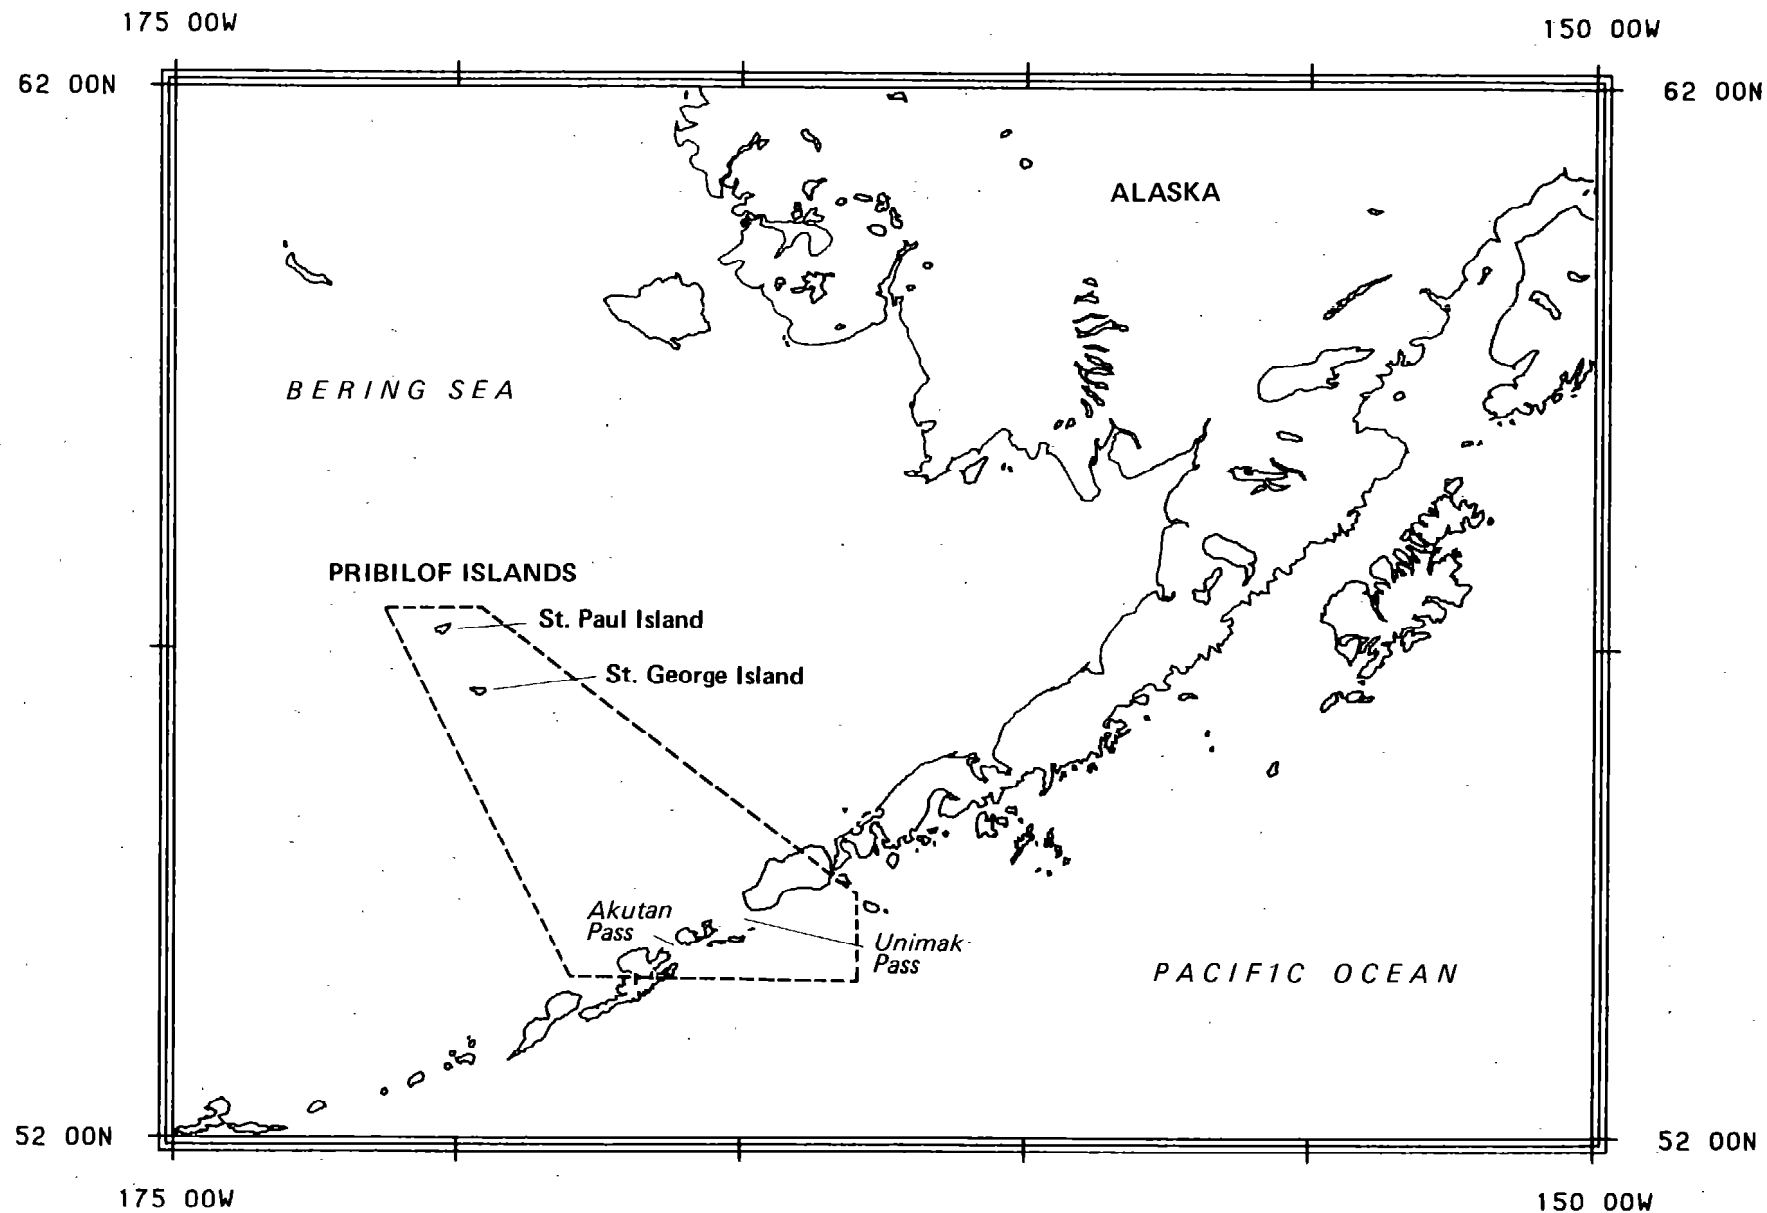 175 00W
150 00W
62 00N
62 00N
ALASKA
BERING SEA
PRIBILOF ISLANDS
St. Paul Island
St. George Island
Akutan
Pass
Unimak
Pass
PACIFIC OCEAN
52 00N
52 00N
175 00W
150 00W